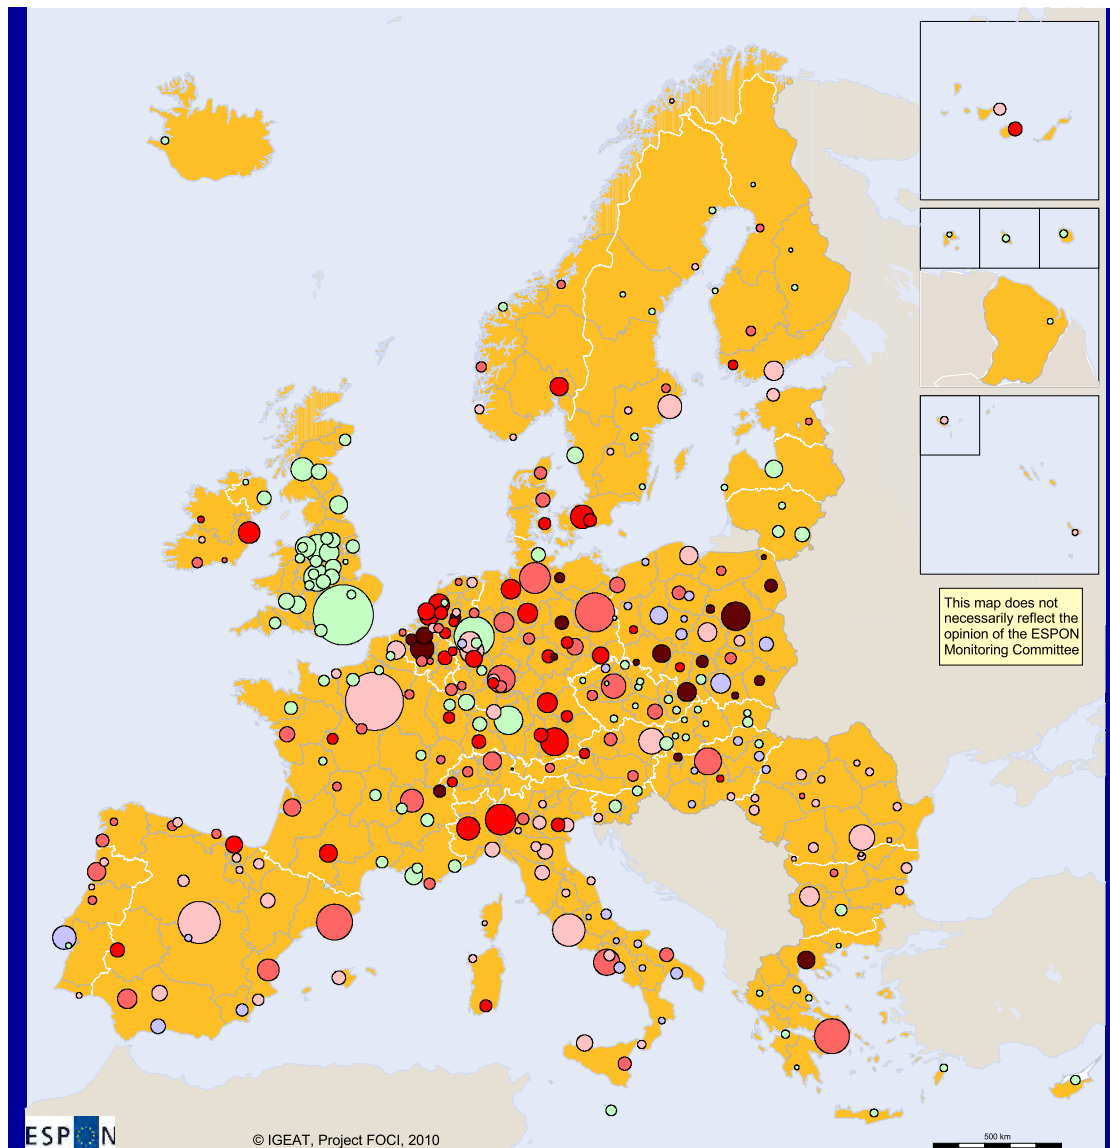 This map does not
necessarily reflect the
opinion of the ESPON
Monitoring Committee
ESPON
© IGEAT, Project FOCI, 2010
500 km